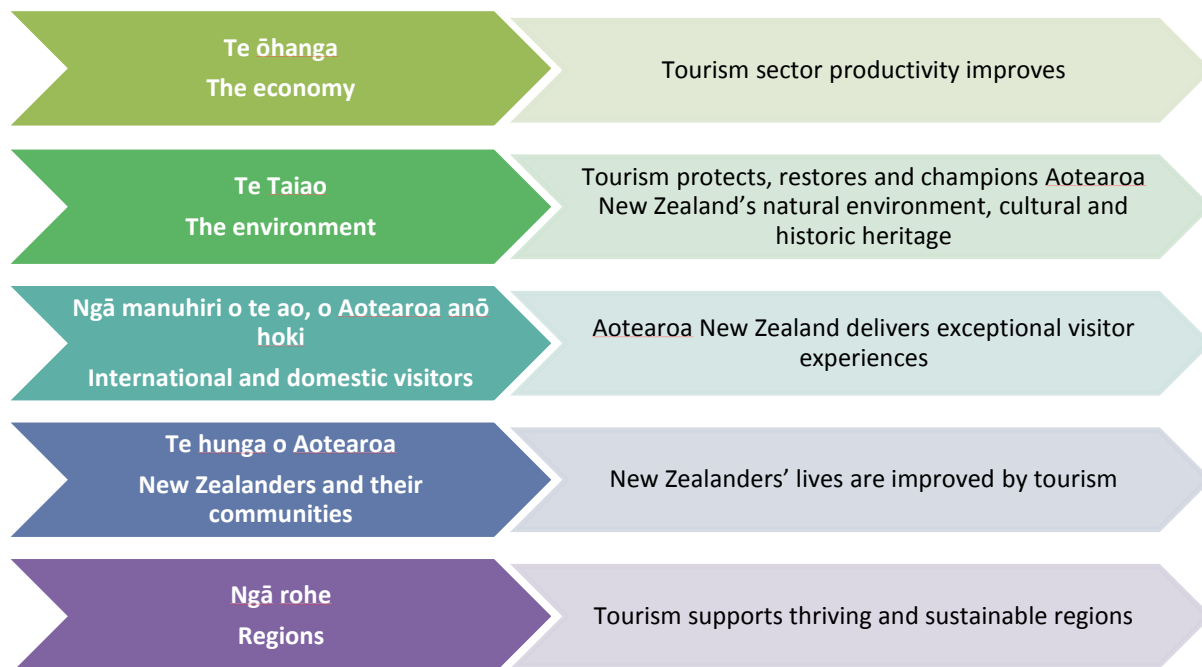 Te ōhanga
The economy
Tourism sector productivity improves
Te Taiao
The environment
Tourism protects, restores and champions Aotearoa
New Zealand’s natural environment, cultural and
historic heritage
Ngā manuhiri o te ao, o Aotearoa anō
hoki
International and domestic visitors
Aotearoa New Zealand delivers exceptional visitor
experiences
Te hunga o Aotearoa
New Zealanders and their
communities
New Zealanders’ lives are improved by tourism
Ngā rohe
Regions
Tourism supports thriving and sustainable regions